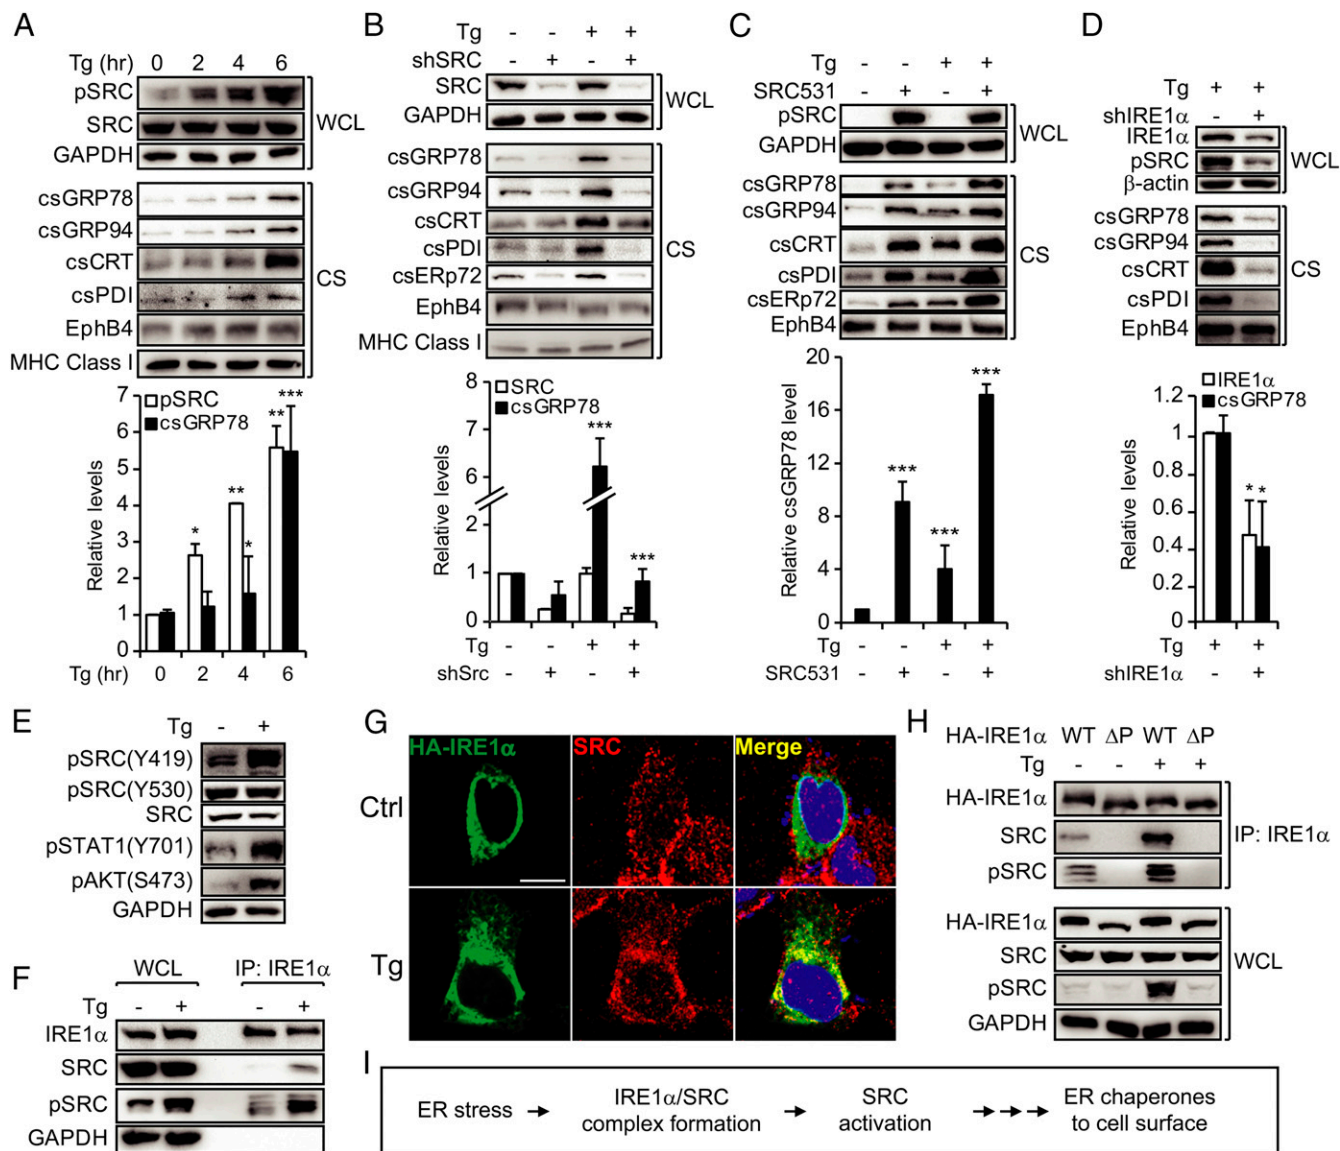 A
Tg (hr) 0 2 4 6
pSRC
SRC
GAPDH
WCL
csGRP78
csGRP94
csCRT
csPDI
EphB4
MHC Class I
CS
Relative levels
7
6
5
4
3
2
1
0
pSRC
csGRP78
* ** * ** ***
Tg (hr) 0 2 4 6
B
Tg - - + +
shSRC - + - +
SRC
GAPDH
WCL
csGRP78
csGRP94
csCRT
csPDI
csERp72
EphB4
MHC Class I
CS
Relative levels
8
6
2
1
0
SRC
csGRP78
*** ***
Tg - - + +
shSrc - + - +
C
Tg - - + +
SRC531 - + - +
pSRC
GAPDH
WCL
csGRP78
csGRP94
csCRT
csPDI
csERp72
EphB4
CS
Relative csGRP78 level
20
16
12
8
4
0
*** *** ***
Tg - - + +
SRC531 - + - +
D
Tg + +
shIRE1α - +
IRE1α
pSRC
β-actin
WCL
csGRP78
csGRP94
csCRT
csPDI
EphB4
CS
Relative levels
1.2
1
0.8
0.6
0.4
0.2
0
IRE1α
csGRP78
* *
Tg + +
shIRE1α - +
E
Tg - +
pSRC(Y419)
pSRC(Y530)
SRC
pSTAT1(Y701)
pAKT(S473)
GAPDH
F
WCL IP: IRE1α
Tg - + - +
IRE1α
SRC
pSRC
GAPDH
G
HA-IRE1α SRC Merge
Ctrl
Tg
H
HA-IRE1α WT ΔP WT ΔP
Tg - - + +
HA-IRE1α
SRC
pSRC
IP: IRE1α
HA-IRE1α
SRC
pSRC
GAPDH
WCL
I
ER stress → IRE1α/SRC complex formation → SRC activation →→→ ER chaperones to cell surface